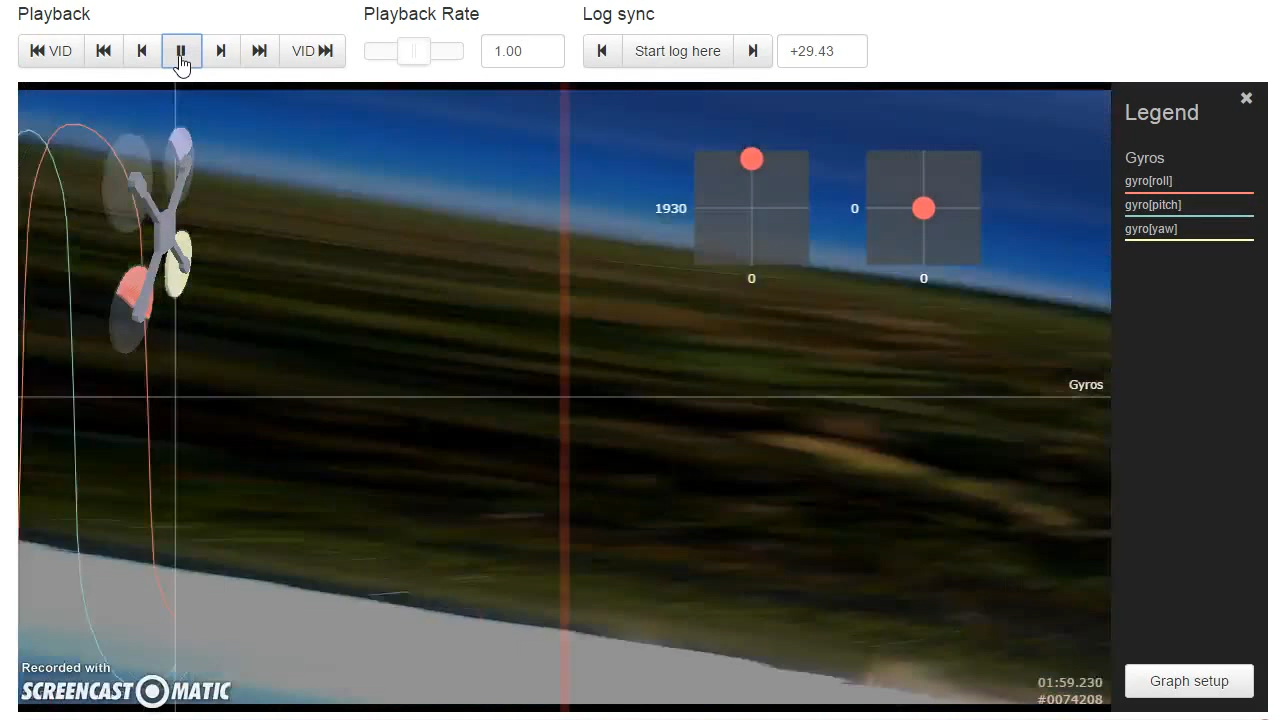 Playback
Playback Rate
Log sync
VID
VID
1.00
Start log here
+29.43
Legend
Gyros
gyro[roll]
gyro[pitch]
gyro[yaw]
1930
0
0
0
Gyros
Recorded with
SCREENCAST MATIC
01:59.230
#0074208
Graph setup